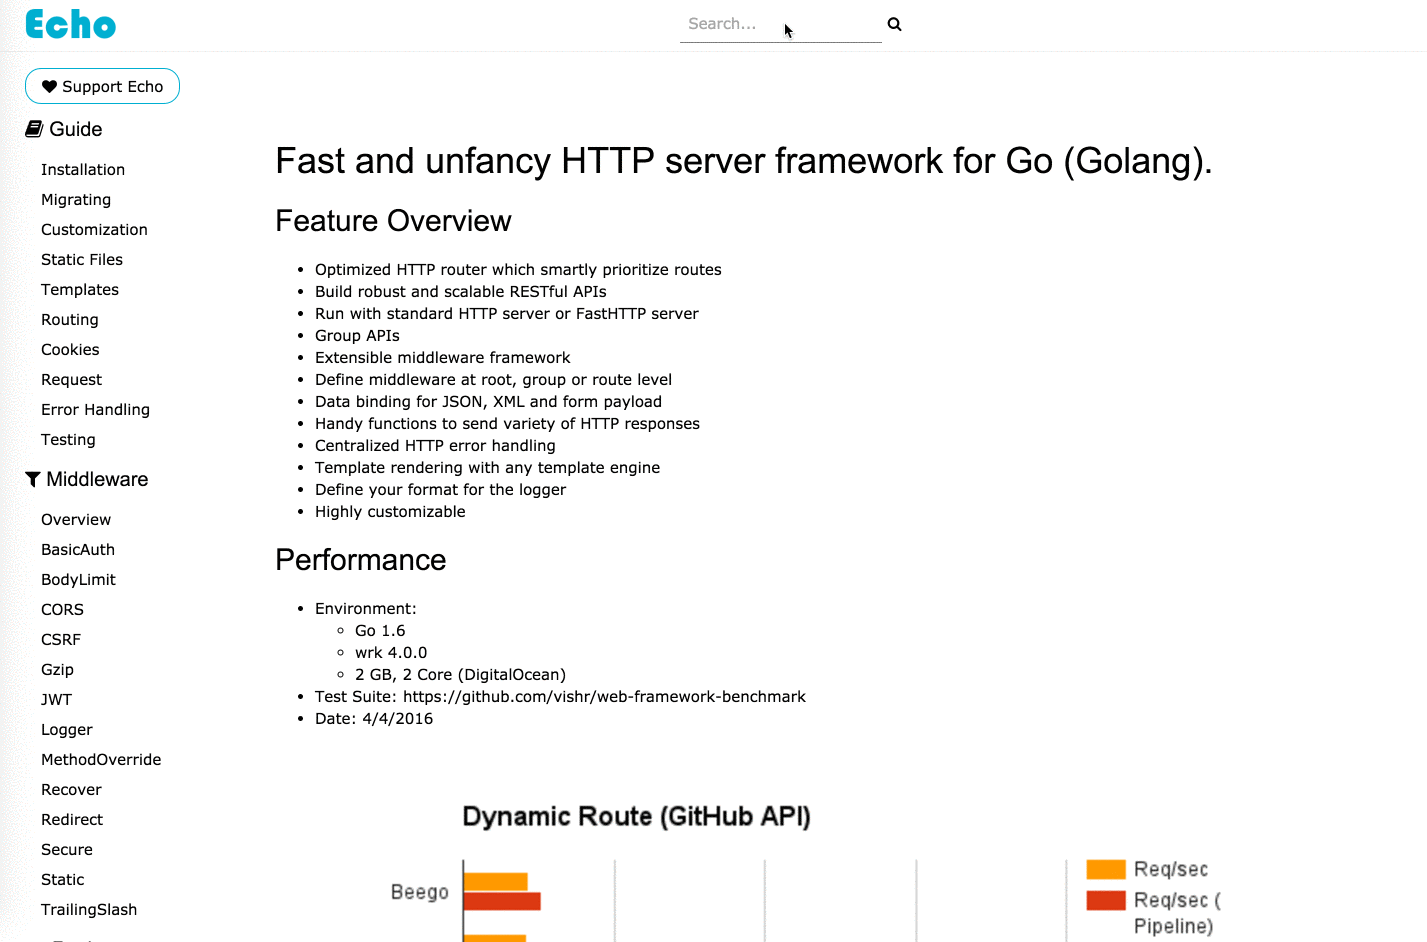 Echo
Search...
Support Echo
Guide
Installation
Migrating
Customization
Static Files
Templates
Routing
Cookies
Request
Error Handling
Testing
Middleware
Overview
BasicAuth
BodyLimit
CORS
CSRF
Gzip
JWT
Logger
MethodOverride
Recover
Redirect
Secure
Static
TrailingSlash
Fast and unfancy HTTP server framework for Go (Golang).
Feature Overview
Optimized HTTP router which smartly prioritize routes
Build robust and scalable RESTful APIs
Run with standard HTTP server or FastHTTP server
Group APIs
Extensible middleware framework
Define middleware at root, group or route level
Data binding for JSON, XML and form payload
Handy functions to send variety of HTTP responses
Centralized HTTP error handling
Template rendering with any template engine
Define your format for the logger
Highly customizable
Performance
Environment:
Go 1.6
wrk 4.0.0
2 GB, 2 Core (DigitalOcean)
Test Suite: https://github.com/vishr/web-framework-benchmark
Date: 4/4/2016
Dynamic Route (GitHub API)
Beego
Req/sec
Req/sec (
Pipeline)